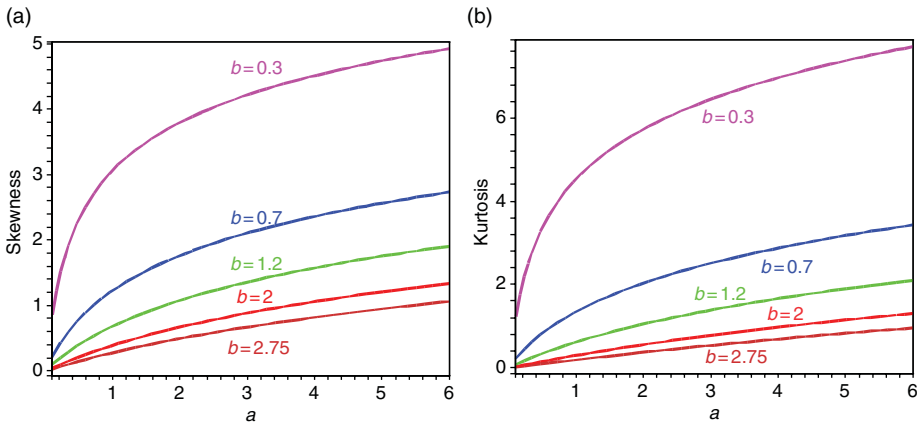 (a)
Skewness
5
4
3
2
1
0
b=0.3
b=0.7
b=1.2
b=2
b=2.75
1 2 3 4 5 6
a
(b)
Kurtosis
6
4
2
0
b=0.3
b=0.7
b=1.2
b=2
b=2.75
1 2 3 4 5 6
a